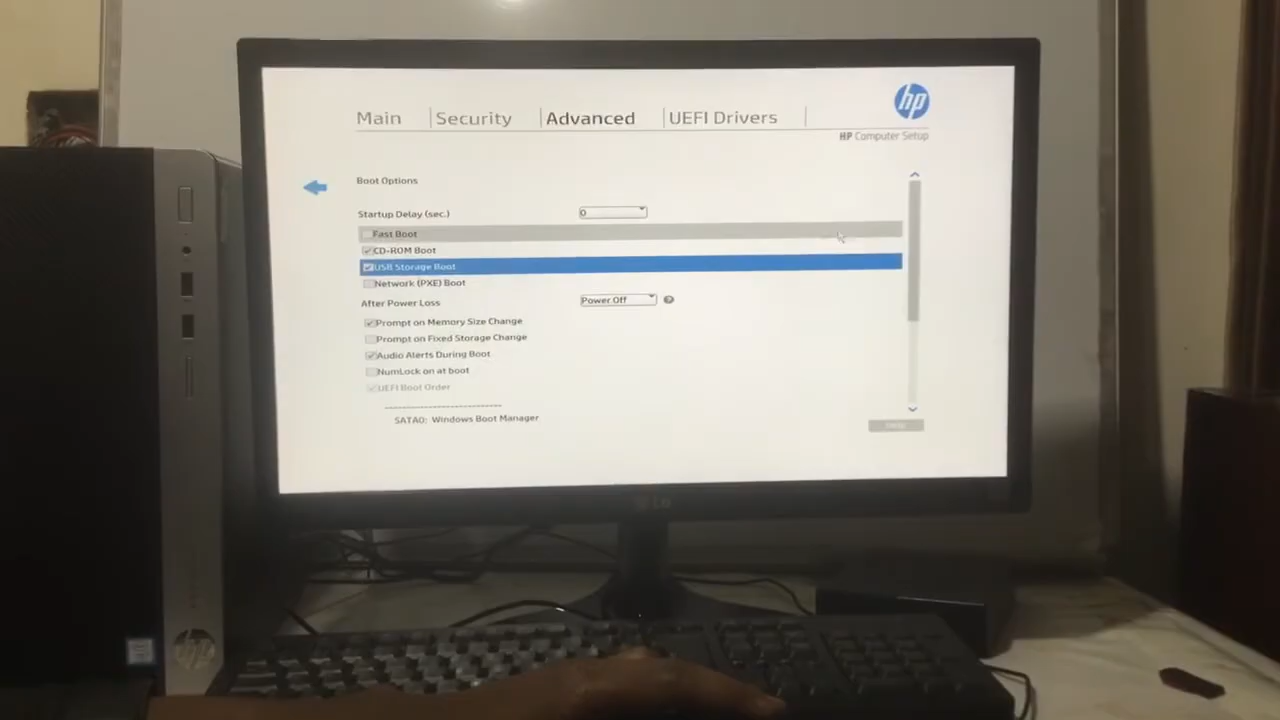 hp
Main Security Advanced UEFI Drivers
HP Computer Setup
Boot Options
Startup Delay (sec.) 0
Fast Boot
CD-ROM Boot
USB Storage Boot
Network (PXE) Boot
After Power Loss Power Off ?
Prompt on Memory Size Change
Prompt on Fixed Storage Change
Audio Alerts During Boot
NumLock on at boot
UEFI Boot Order
SATA0: Windows Boot Manager
LG
hp